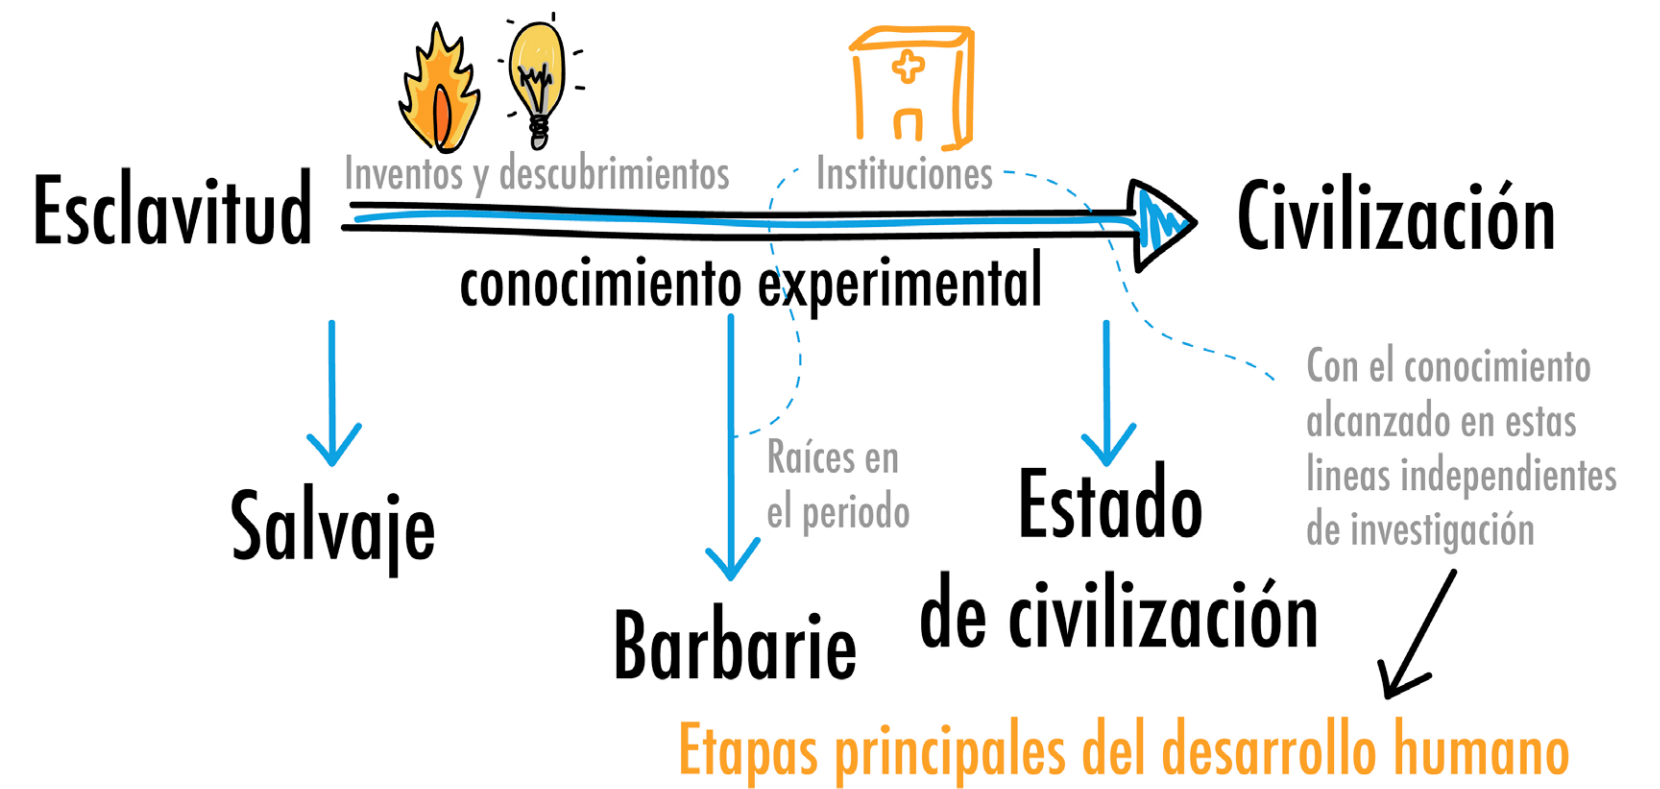 Inventos y descubrimientos
Instituciones
Esclavitud
Civilización
conocimiento experimental
Salvaje
Raíces en
el periodo
Barbarie
Estado
de civilización
Con el conocimiento
alcanzado en estas
lineas independientes
de investigación
Etapas principales del desarrollo humano